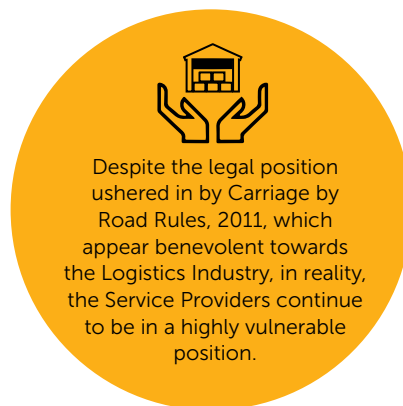 Despite the legal position
ushered in by Carriage by
Road Rules, 2011, which
appear benevolent towards
the Logistics Industry, in reality,
the Service Providers continue
to be in a highly vulnerable
position.